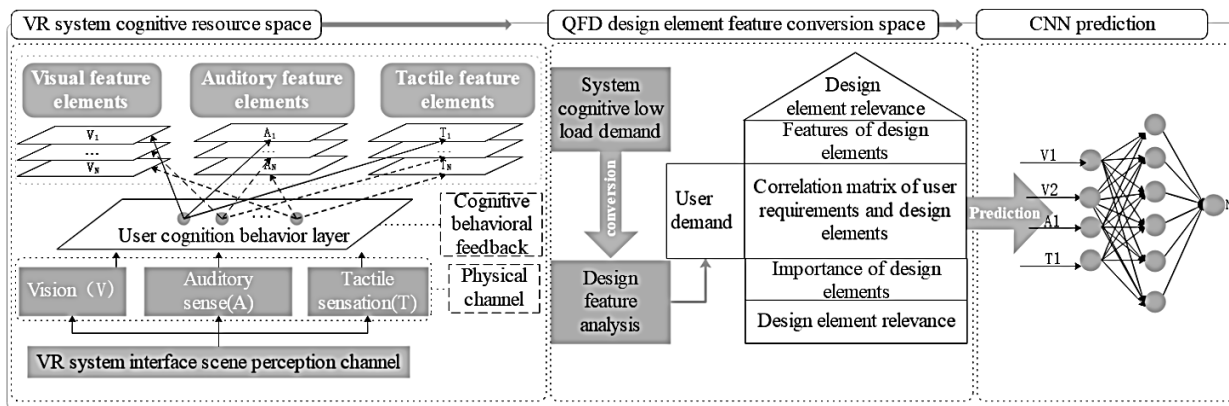 VR system cognitive resource space
QFD design element feature conversion space
CNN prediction
Visual feature
elements
Auditory feature
elements
Tactile feature
elements
V1
...
VN
A1
...
AN
T1
...
TN
...
User cognition behavior layer
Cognitive
behavioral
feedback
Vision (V)
Auditory
sense(A)
Tactile
sensation(T)
Physical
channel
VR system interface scene perception channel
System
cognitive low
load demand
conversion
Design
feature
analysis
User
demand
Design
element relevance
Features of design
elements
Correlation matrix of user
requirements and design
elements
Importance of design
elements
Design element relevance
Prediction
V1
V2
A1
T1
N